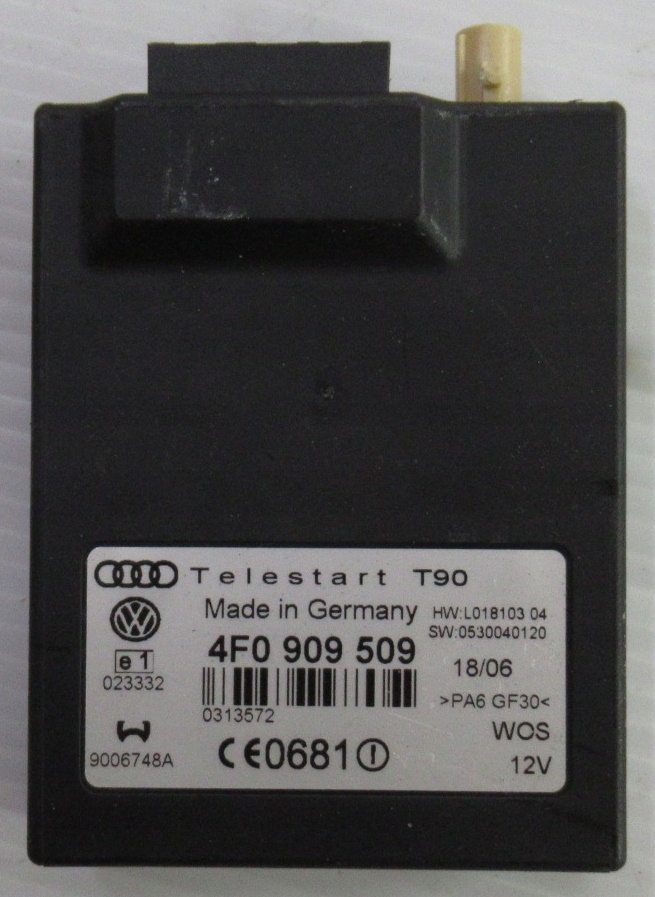 Telestart T90
Made in Germany
HW:L018103 04
SW:0530040120
4F0 909 509
e 1
023332
18/06
0313572
>PA6 GF30<
WOS
9006748A
CE0681
12V